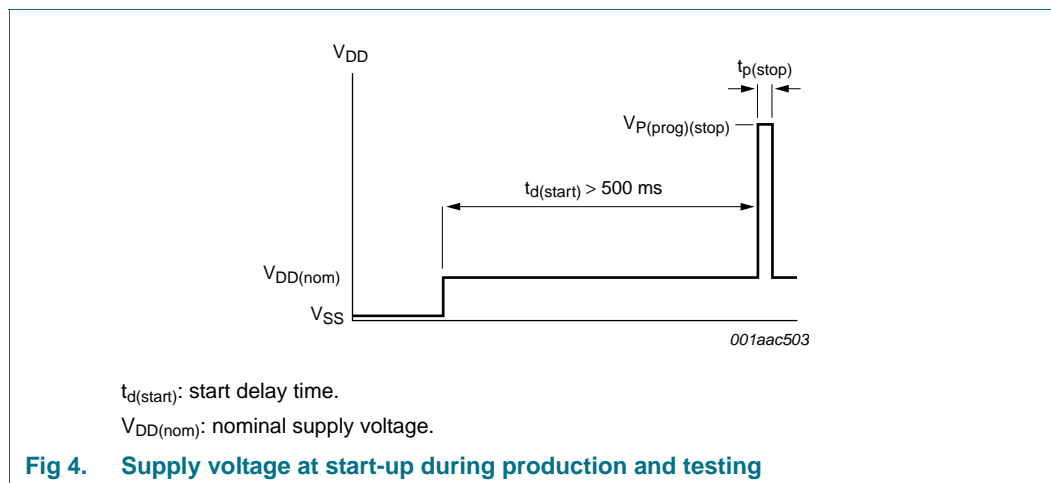 V_DD
t_p(stop)
V_P(prog)(stop)
t_d(start) > 500 ms
V_DD(nom)
V_SS
001aac503
t_d(start): start delay time.
V_DD(nom): nominal supply voltage.
Fig 4. Supply voltage at start-up during production and testing